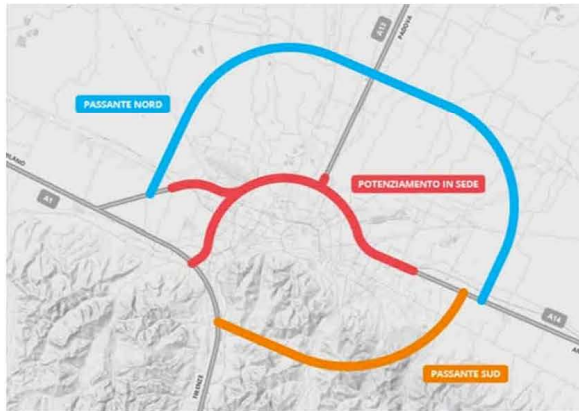 A13
PADOVA
PASSANTE NORD
MILANO
POTENZIAMENTO IN SEDE
A1
A14
PASSANTE SUD
FIRENZE